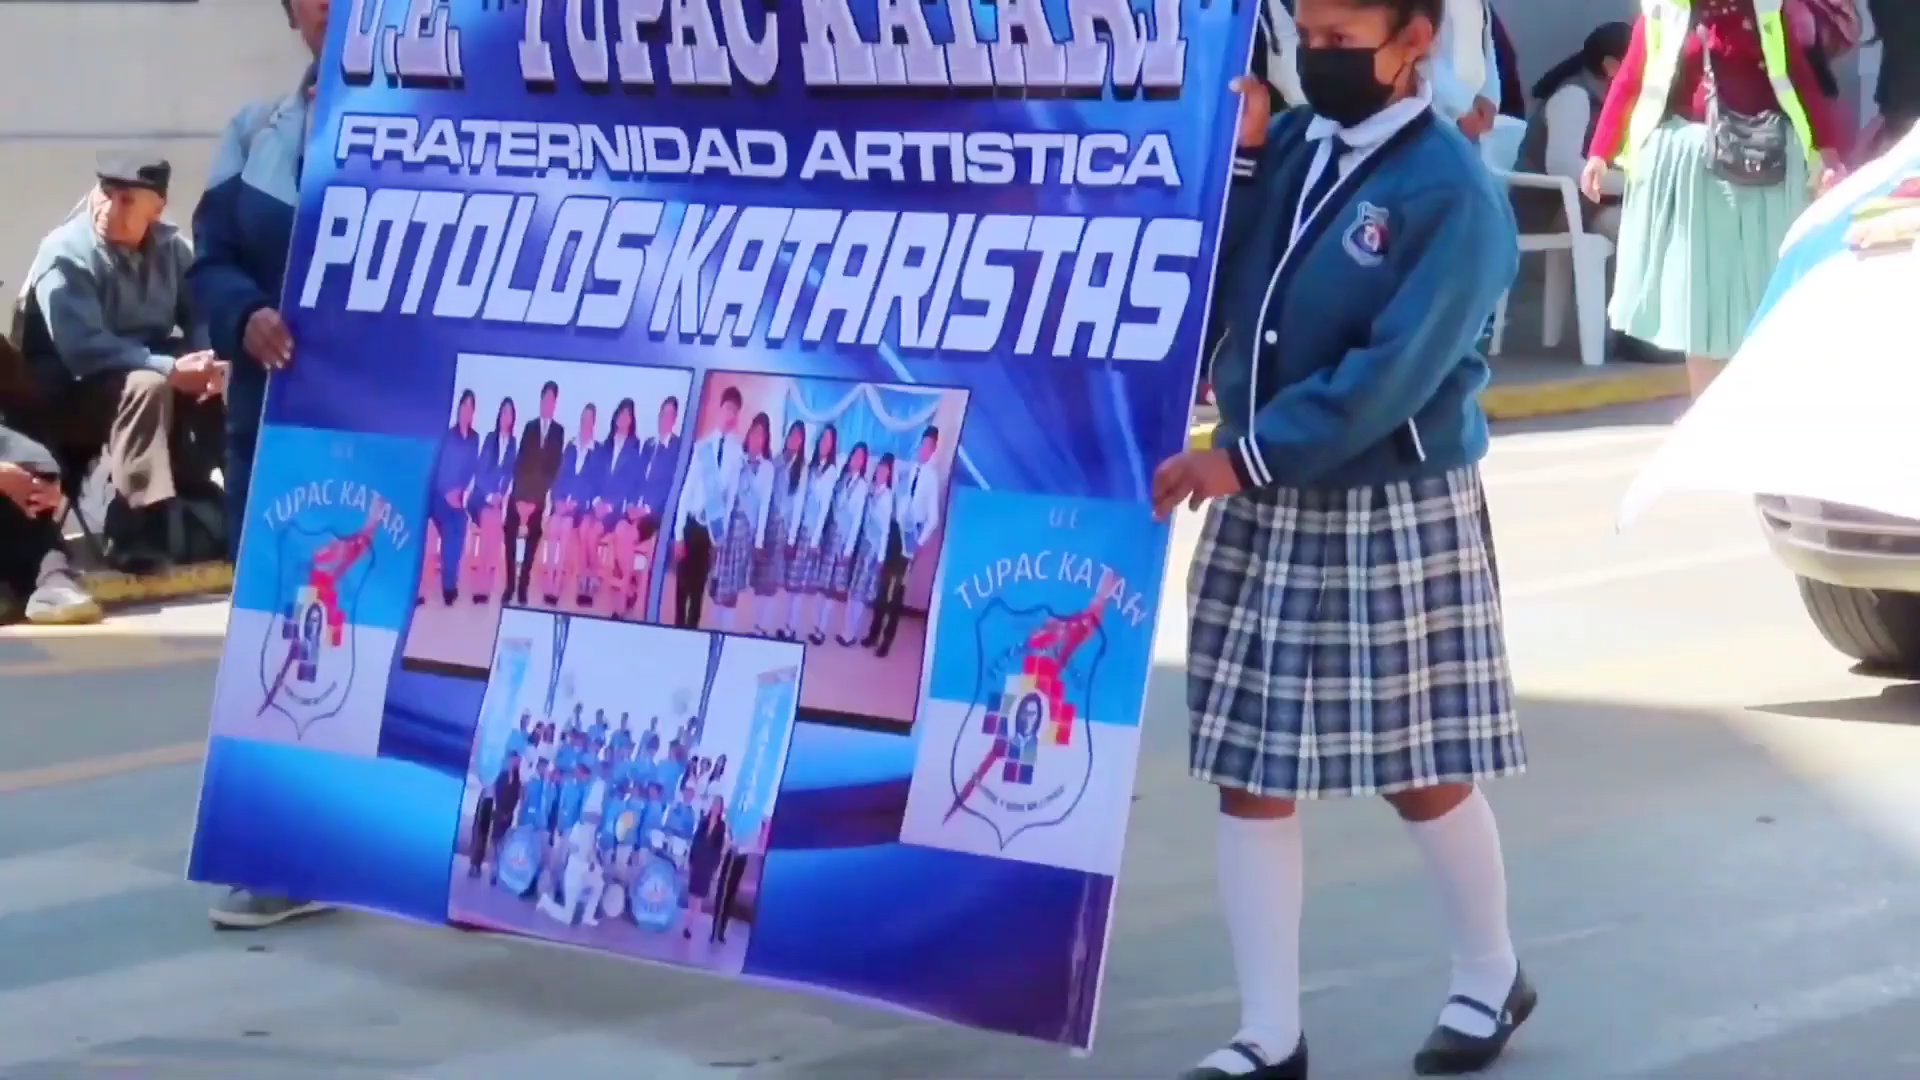 U.E. "TUPAC KATARI"
FRATERNIDAD ARTISTICA
POTOLOS KATARISTAS
U.E
TUPAC KATARI
U.E
TUPAC KATARI